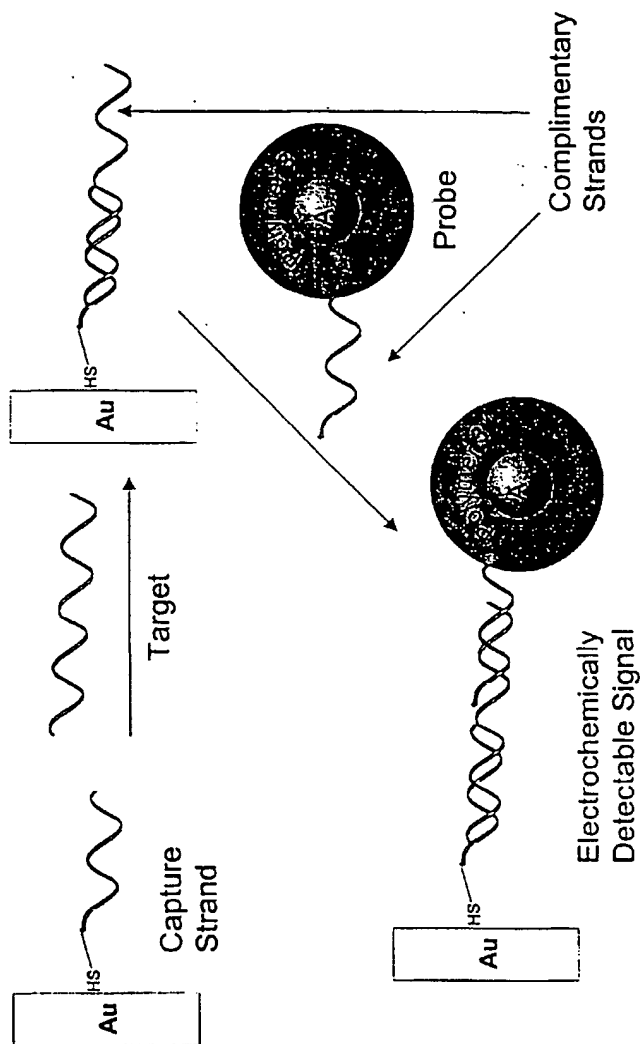 Au
HS
Capture
Strand
Target
Au
HS
Probe
Complimentary
Strands
Au
HS
Electrochemically
Detectable Signal